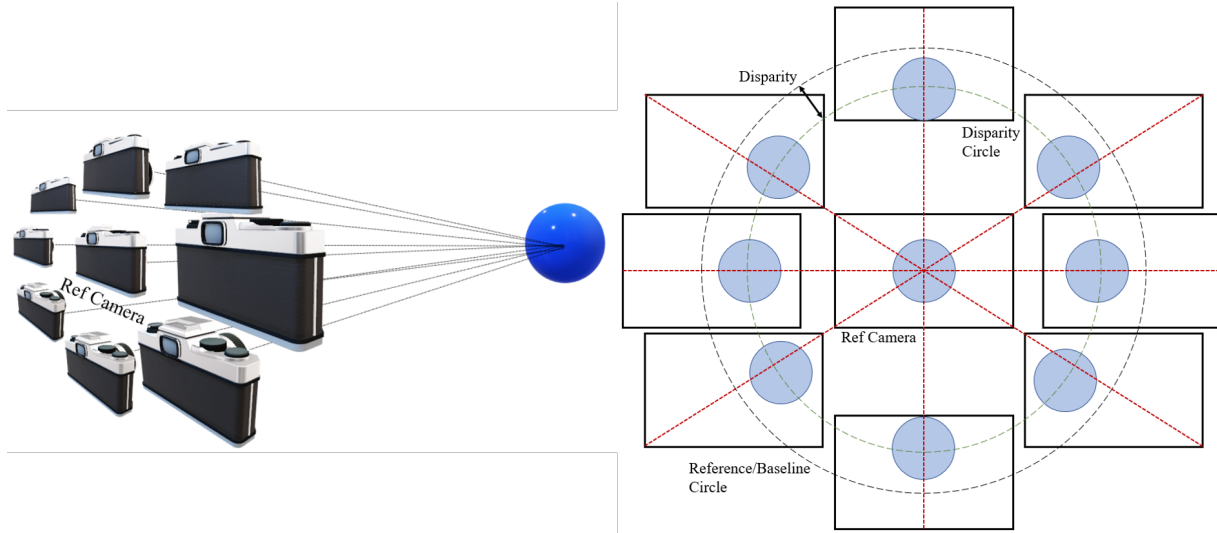 Ref Camera
Disparity
Disparity
Circle
Ref Camera
Reference/Baseline
Circle